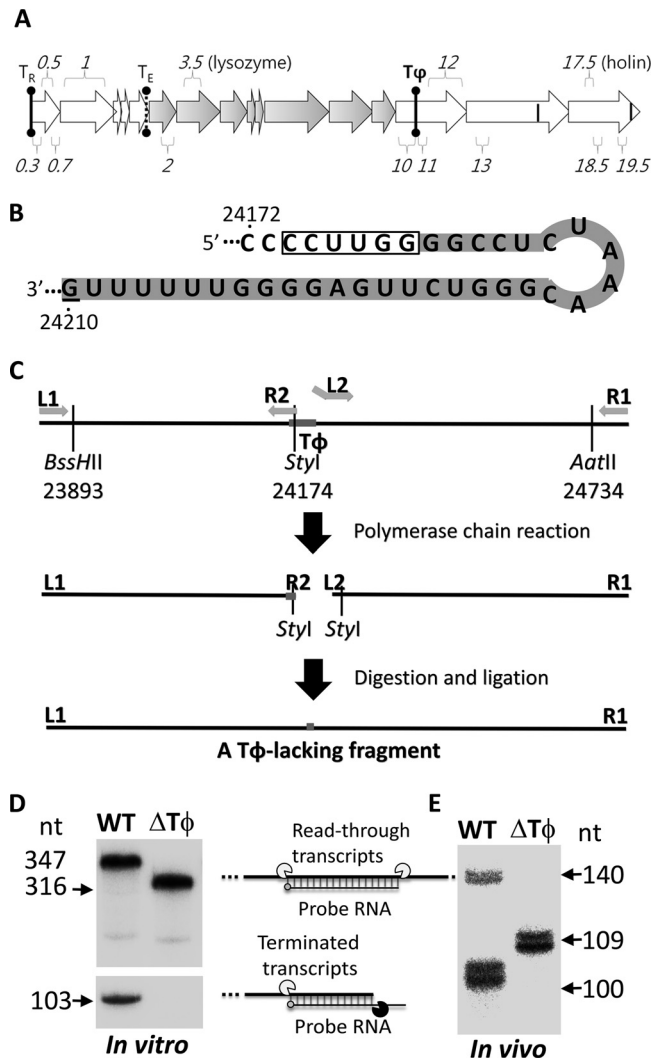 A
0.5
1
3.5 (lysozyme)
12
17.5 (holin)
TR
TE
Tφ
0.3
0.7
2
10
11
13
18.5
19.5
B
24172
5’ ···C C C C U U G G G G C C U C U A A
3’ ···G U U U U U U G G G G A G U U C U G G G C A
24210
C
L1
R2
L2
R1
Tϕ
BssHII
StyI
AatII
23893
24174
24734
Polymerase chain reaction
L1
R2
L2
R1
StyI
StyI
Digestion and ligation
L1
R1
A Tϕ-lacking fragment
D
WT
ΔTϕ
nt
347
316
103
In vitro
Read-through
transcripts
Probe RNA
Terminated
transcripts
Probe RNA
E
WT
ΔTϕ
nt
140
109
100
In vivo